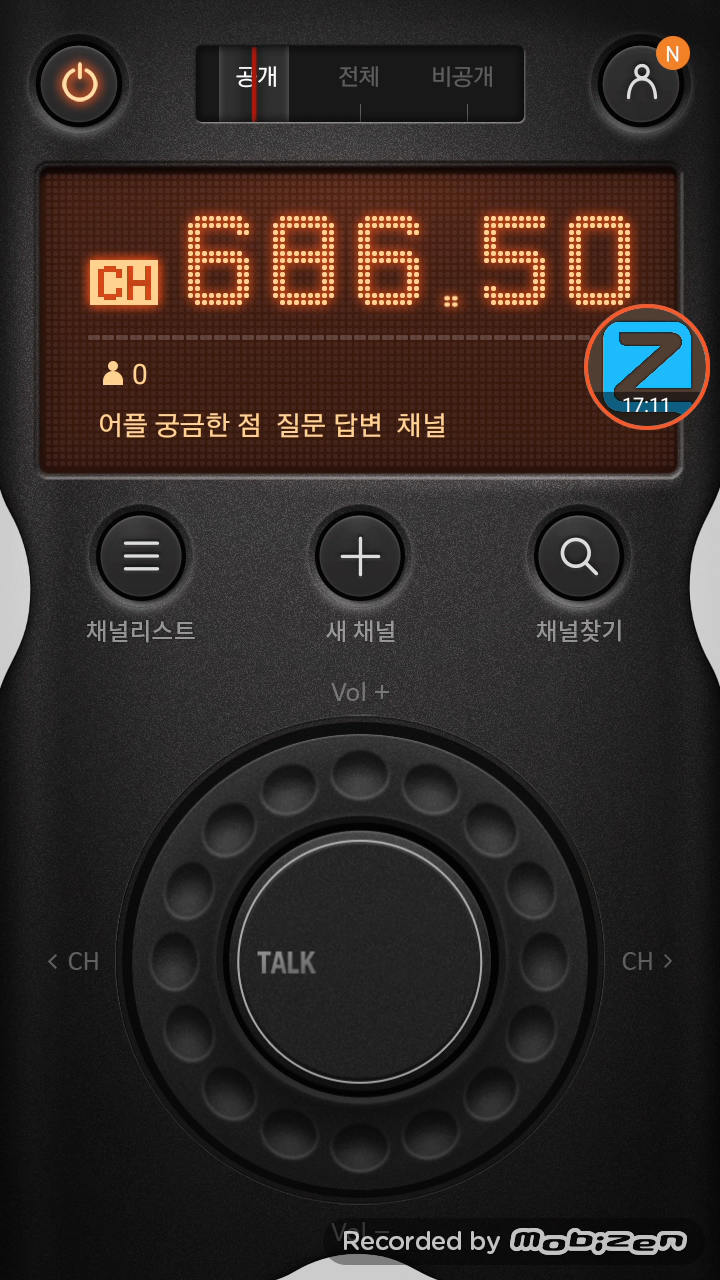 공개 전체 비공개
N
CH 686.50
0
17:11
어플 궁금한 점 질문 답변 채널
채널리스트 새 채널 채널찾기
Vol +
< CH TALK CH >
Vol -
Recorded by mobizen